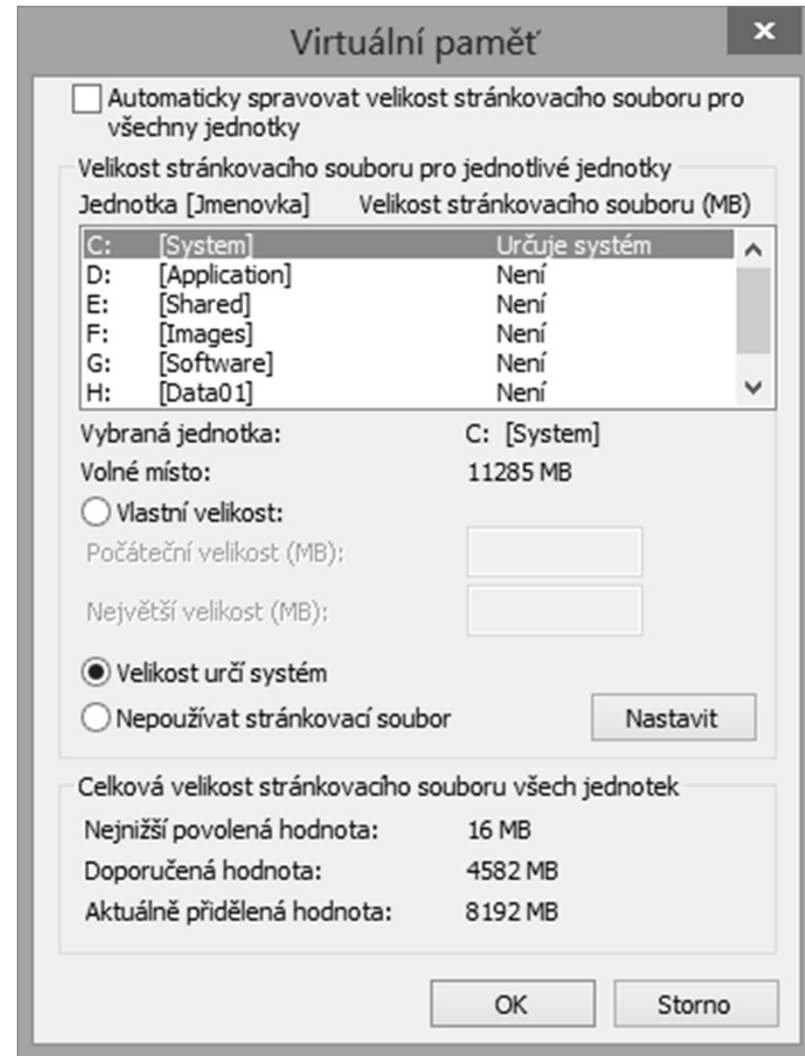 Virtuální paměť
x
Automaticky spravovat velikost stránkovacího souboru pro
všechny jednotky
Velikost stránkovacího souboru pro jednotlivé jednotky
Jednotka [Jmenovka] Velikost stránkovacího souboru (MB)
C: [System] Určuje systém
D: [Application] Není
E: [Shared] Není
F: [Images] Není
G: [Software] Není
H: [Data01] Není
Vybraná jednotka: C: [System]
Volné místo: 11285 MB
Vlastní velikost:
Počáteční velikost (MB):
Největší velikost (MB):
Velikost určí systém
Nepoužívat stránkovací soubor Nastavit
Celková velikost stránkovacího souboru všech jednotek
Nejnižší povolená hodnota: 16 MB
Doporučená hodnota: 4582 MB
Aktuálně přidělená hodnota: 8192 MB
OK Storno